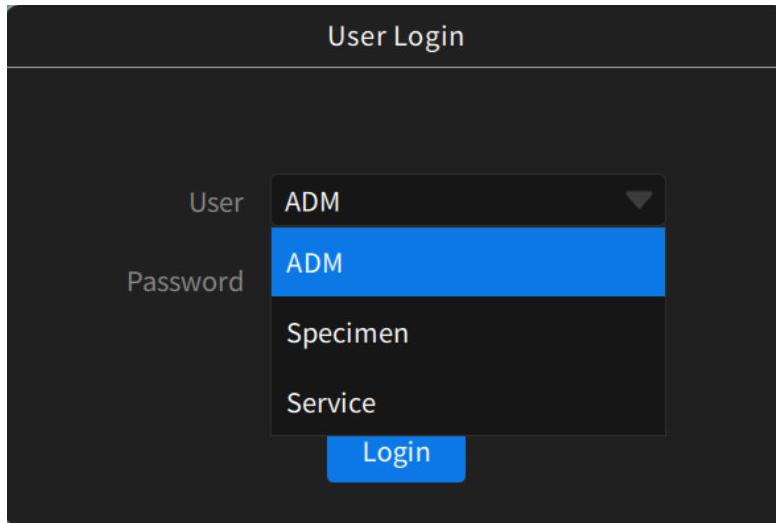 User Login
User
ADM
ADM
Password
Specimen
Service
Login